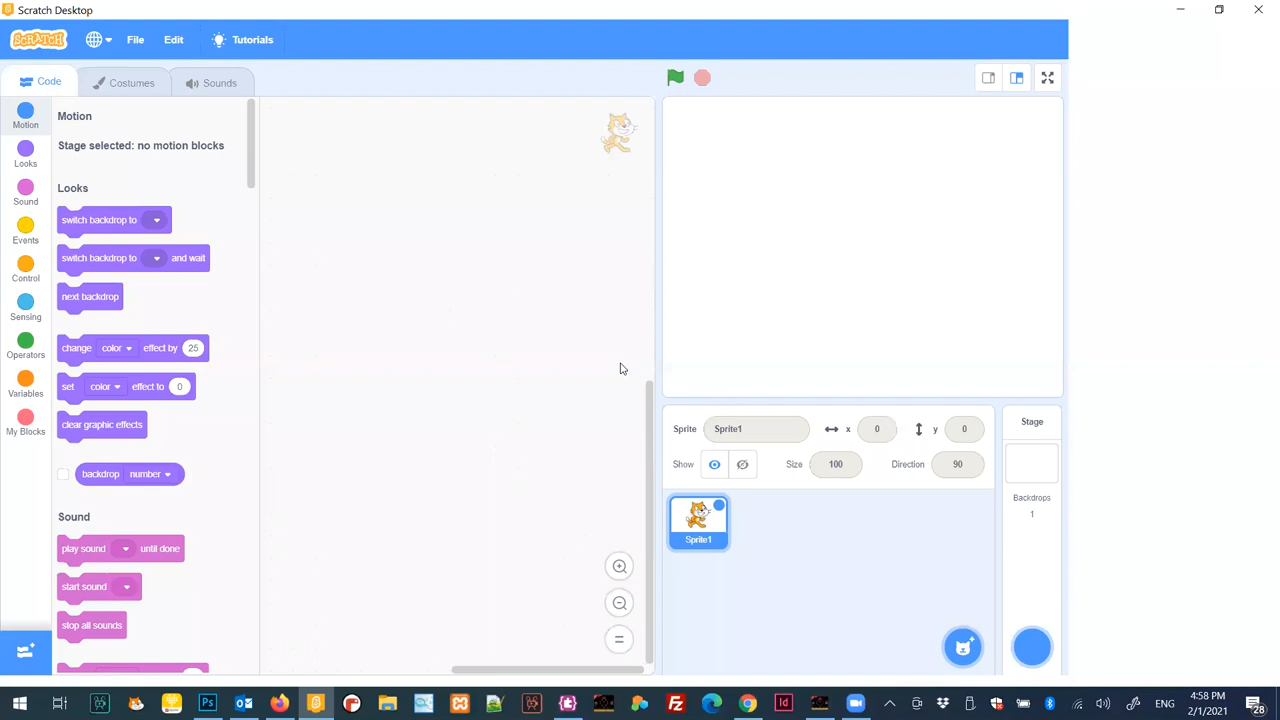 Scratch Desktop
SCRATCH
File
Edit
Tutorials
Code
Costumes
Sounds
Motion
Looks
Sound
Events
Control
Sensing
Operators
Variables
My Blocks
Motion
Stage selected: no motion blocks
Looks
switch backdrop to
switch backdrop to and wait
next backdrop
change color effect by 25
set color effect to 0
clear graphic effects
backdrop number
Sound
play sound until done
start sound
stop all sounds
Sprite Sprite1 x 0 y 0
Show Size 100 Direction 90
Sprite1
Stage
Backdrops
1
ENG
4:58 PM
2/1/2021
28